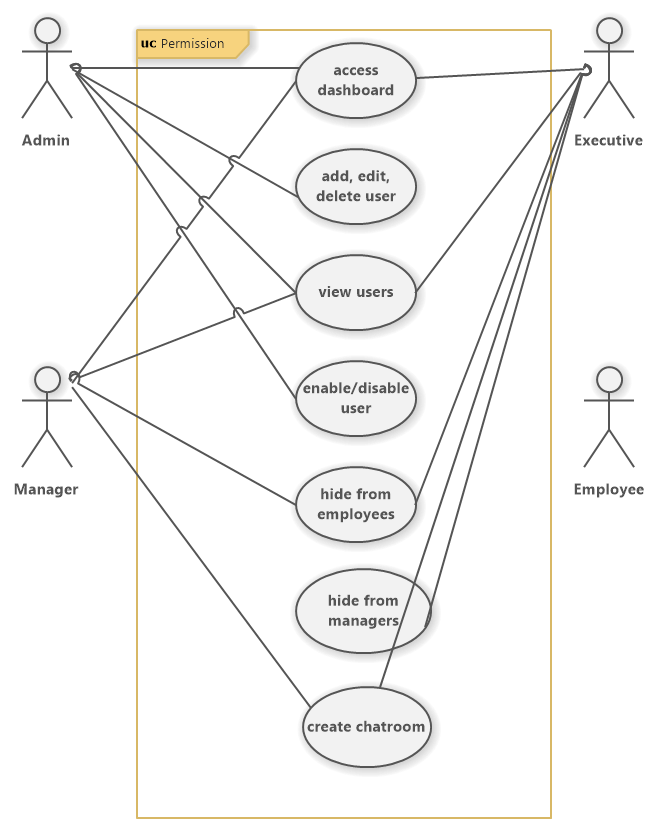 uc Permission
Admin
Executive
access
dashboard
add, edit,
delete user
view users
enable/disable
user
Manager
Employee
hide from
employees
hide from
managers
create chatroom